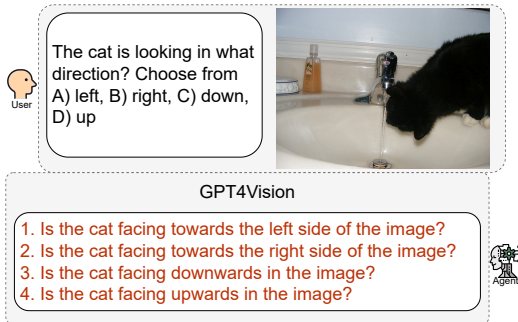 The cat is looking in what
direction? Choose from
A) left, B) right, C) down,
D) up
User
GPT4Vision
1. Is the cat facing towards the left side of the image?
2. Is the cat facing towards the right side of the image?
3. Is the cat facing downwards in the image?
4. Is the cat facing upwards in the image?
Agent